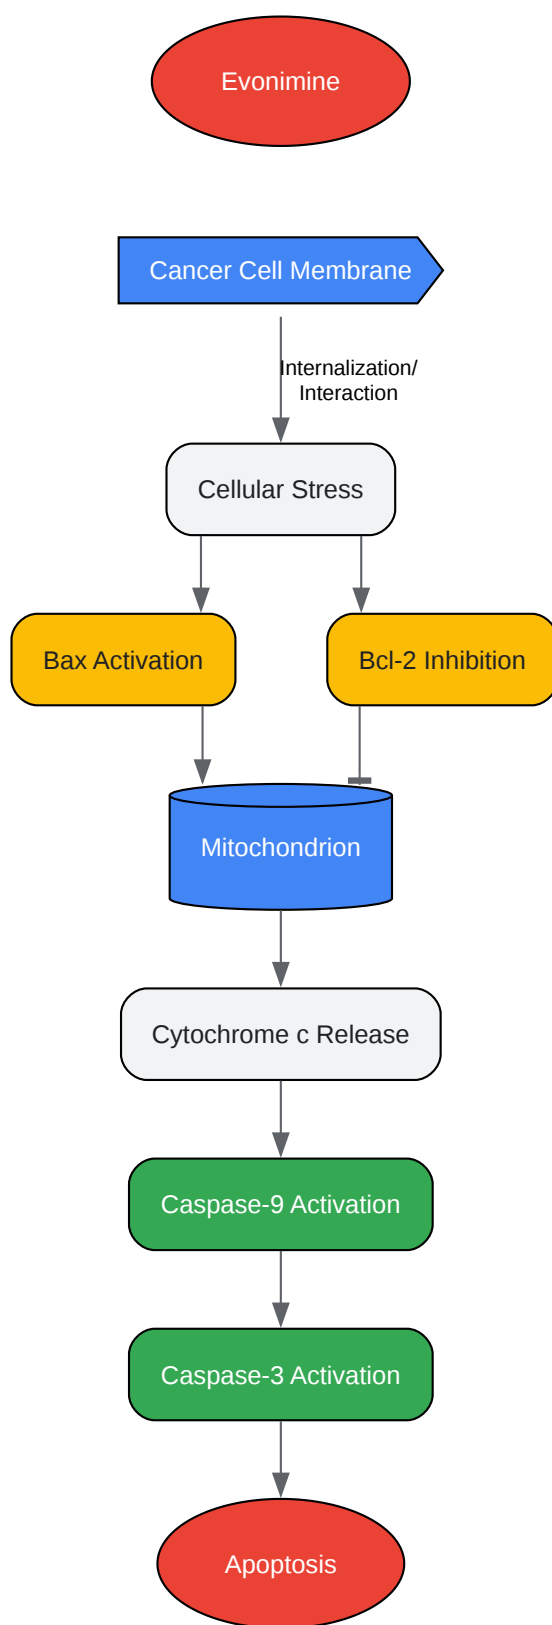 Evonimine
Cancer Cell Membrane
Internalization/
Interaction
Cellular Stress
Bax Activation
Bcl-2 Inhibition
Mitochondrion
Cytochrome c Release
Caspase-9 Activation
Caspase-3 Activation
Apoptosis